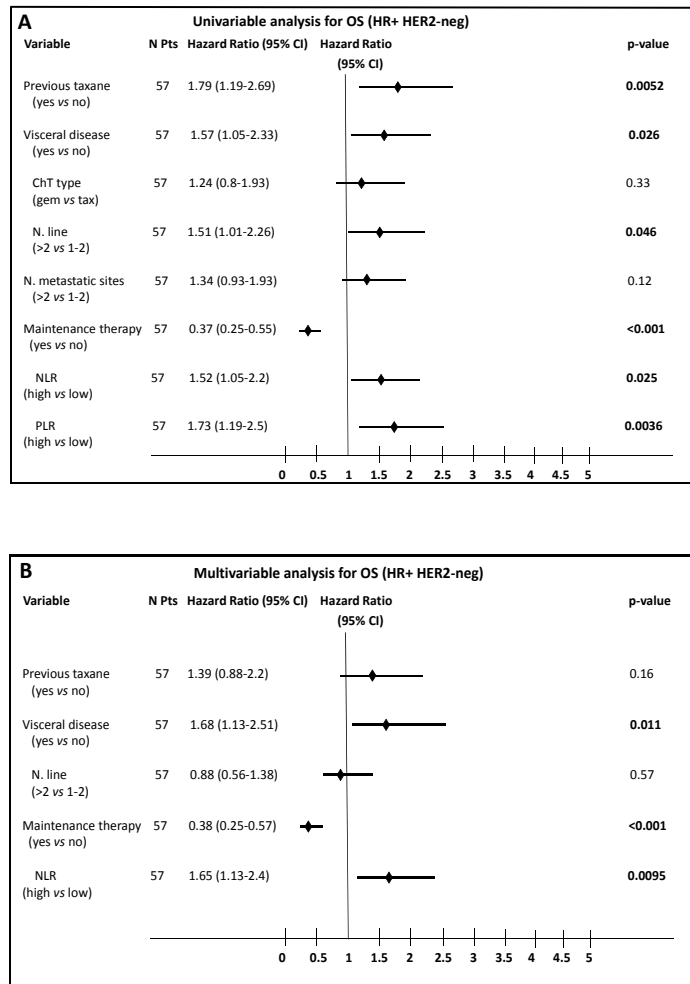 A
Univariable analysis for OS (HR+ HER2-neg)
Variable N Pts Hazard Ratio (95% CI) Hazard Ratio p-value
(95% CI)
Previous taxane 57 1.79 (1.19-2.69) 0.0052
(yes vs no)
Visceral disease 57 1.57 (1.05-2.33) 0.026
(yes vs no)
ChT type 57 1.24 (0.8-1.93) 0.33
(gem vs tax)
N. line 57 1.51 (1.01-2.26) 0.046
(>2 vs 1-2)
N. metastatic sites 57 1.34 (0.93-1.93) 0.12
(>2 vs 1-2)
Maintenance therapy 57 0.37 (0.25-0.55) <0.001
(yes vs no)
NLR 57 1.52 (1.05-2.2) 0.025
(high vs low)
PLR 57 1.73 (1.19-2.5) 0.0036
(high vs low)
0 0.5 1 1.5 2 2.5 3 3.5 4 4.5 5
B
Multivariable analysis for OS (HR+ HER2-neg)
Variable N Pts Hazard Ratio (95% CI) Hazard Ratio p-value
(95% CI)
Previous taxane 57 1.39 (0.88-2.2) 0.16
(yes vs no)
Visceral disease 57 1.68 (1.13-2.51) 0.011
(yes vs no)
N. line 57 0.88 (0.56-1.38) 0.57
(>2 vs 1-2)
Maintenance therapy 57 0.38 (0.25-0.57) <0.001
(yes vs no)
NLR 57 1.65 (1.13-2.4) 0.0095
(high vs low)
0 0.5 1 1.5 2 2.5 3 3.5 4 4.5 5